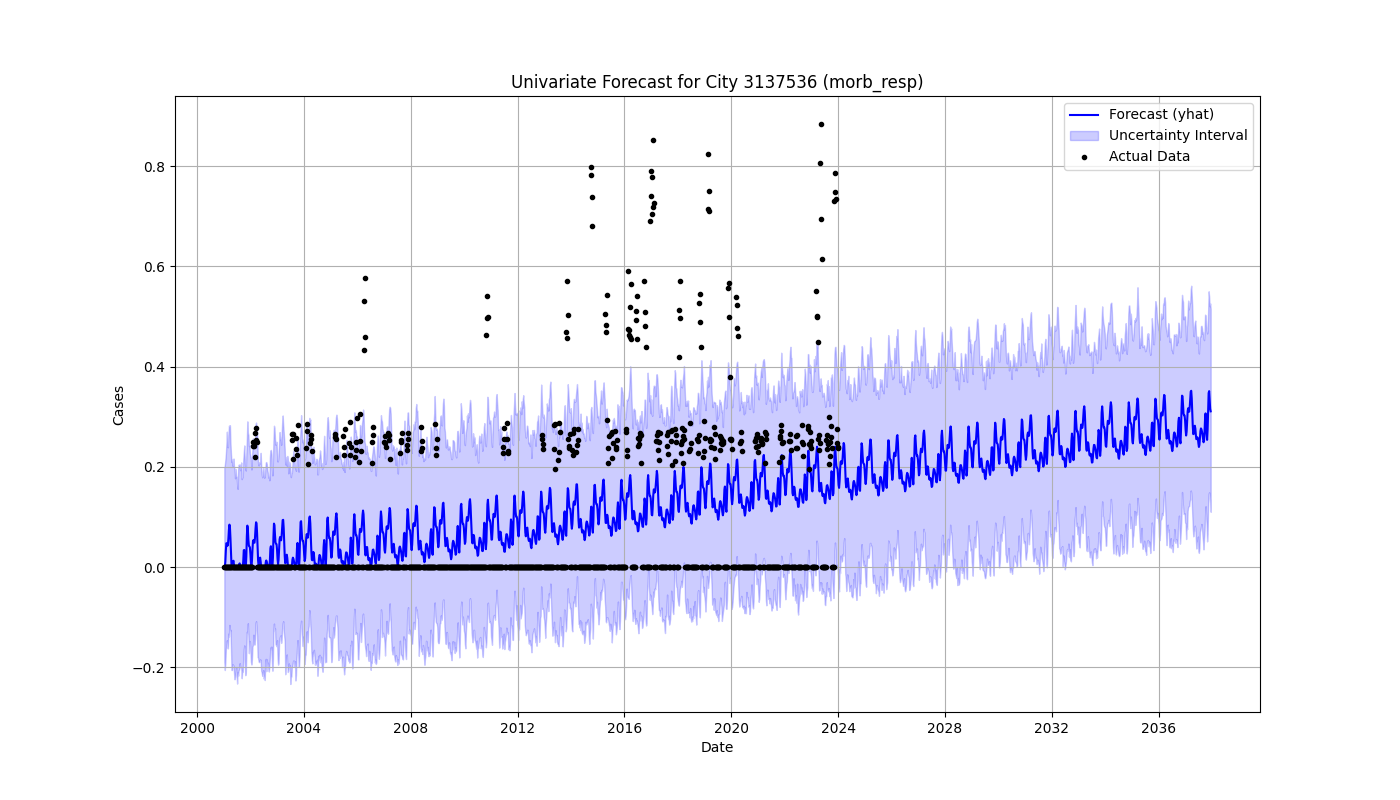 Univariate Forecast for City 3137536 (morb_resp)
Forecast (yhat)
Uncertainty Interval
Actual Data
Cases
0.8
0.6
0.4
0.2
0.0
−0.2
2000 2004 2008 2012 2016 2020 2024 2028 2032 2036
Date